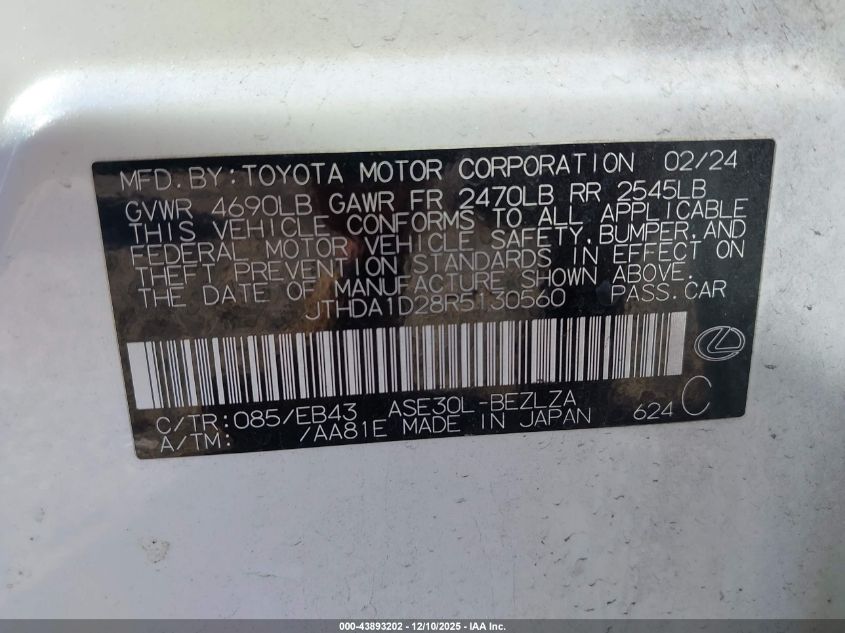 MFD. BY: TOYOTA MOTOR CORPORATION 02/24
GVWR 4690LB GAWR FR 2470LB RR 2545LB
THIS VEHICLE CONFORMS TO ALL APPLICABLE
FEDERAL MOTOR VEHICLE SAFETY, BUMPER, AND
THEFT PREVENTION STANDARDS IN EFFECT ON
THE DATE OF MANUFACTURE SHOWN ABOVE.
JTHDA1D28R5130560 PASS. CAR
C/TR: 085/EB43 ASE30L-BEZLZA
A/TM: /AA81E MADE IN JAPAN 624 C
000-43893202 - 12/10/2025 - IAA Inc.